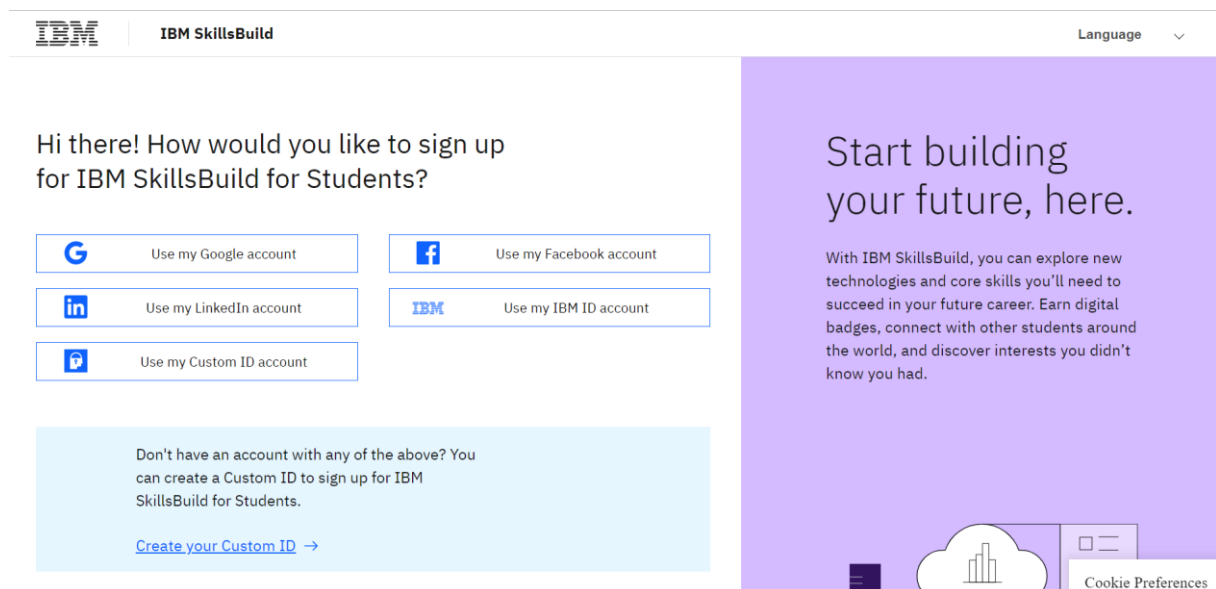 IBM
IBM SkillsBuild
Language
Hi there! How would you like to sign up
for IBM SkillsBuild for Students?
Use my Google account
Use my Facebook account
Use my LinkedIn account
IBM
Use my IBM ID account
Use my Custom ID account
Don't have an account with any of the above? You
can create a Custom ID to sign up for IBM
SkillsBuild for Students.
Create your Custom ID →
Start building
your future, here.
With IBM SkillsBuild, you can explore new
technologies and core skills you’ll need to
succeed in your future career. Earn digital
badges, connect with other students around
the world, and discover interests you didn’t
know you had.
Cookie Preferences